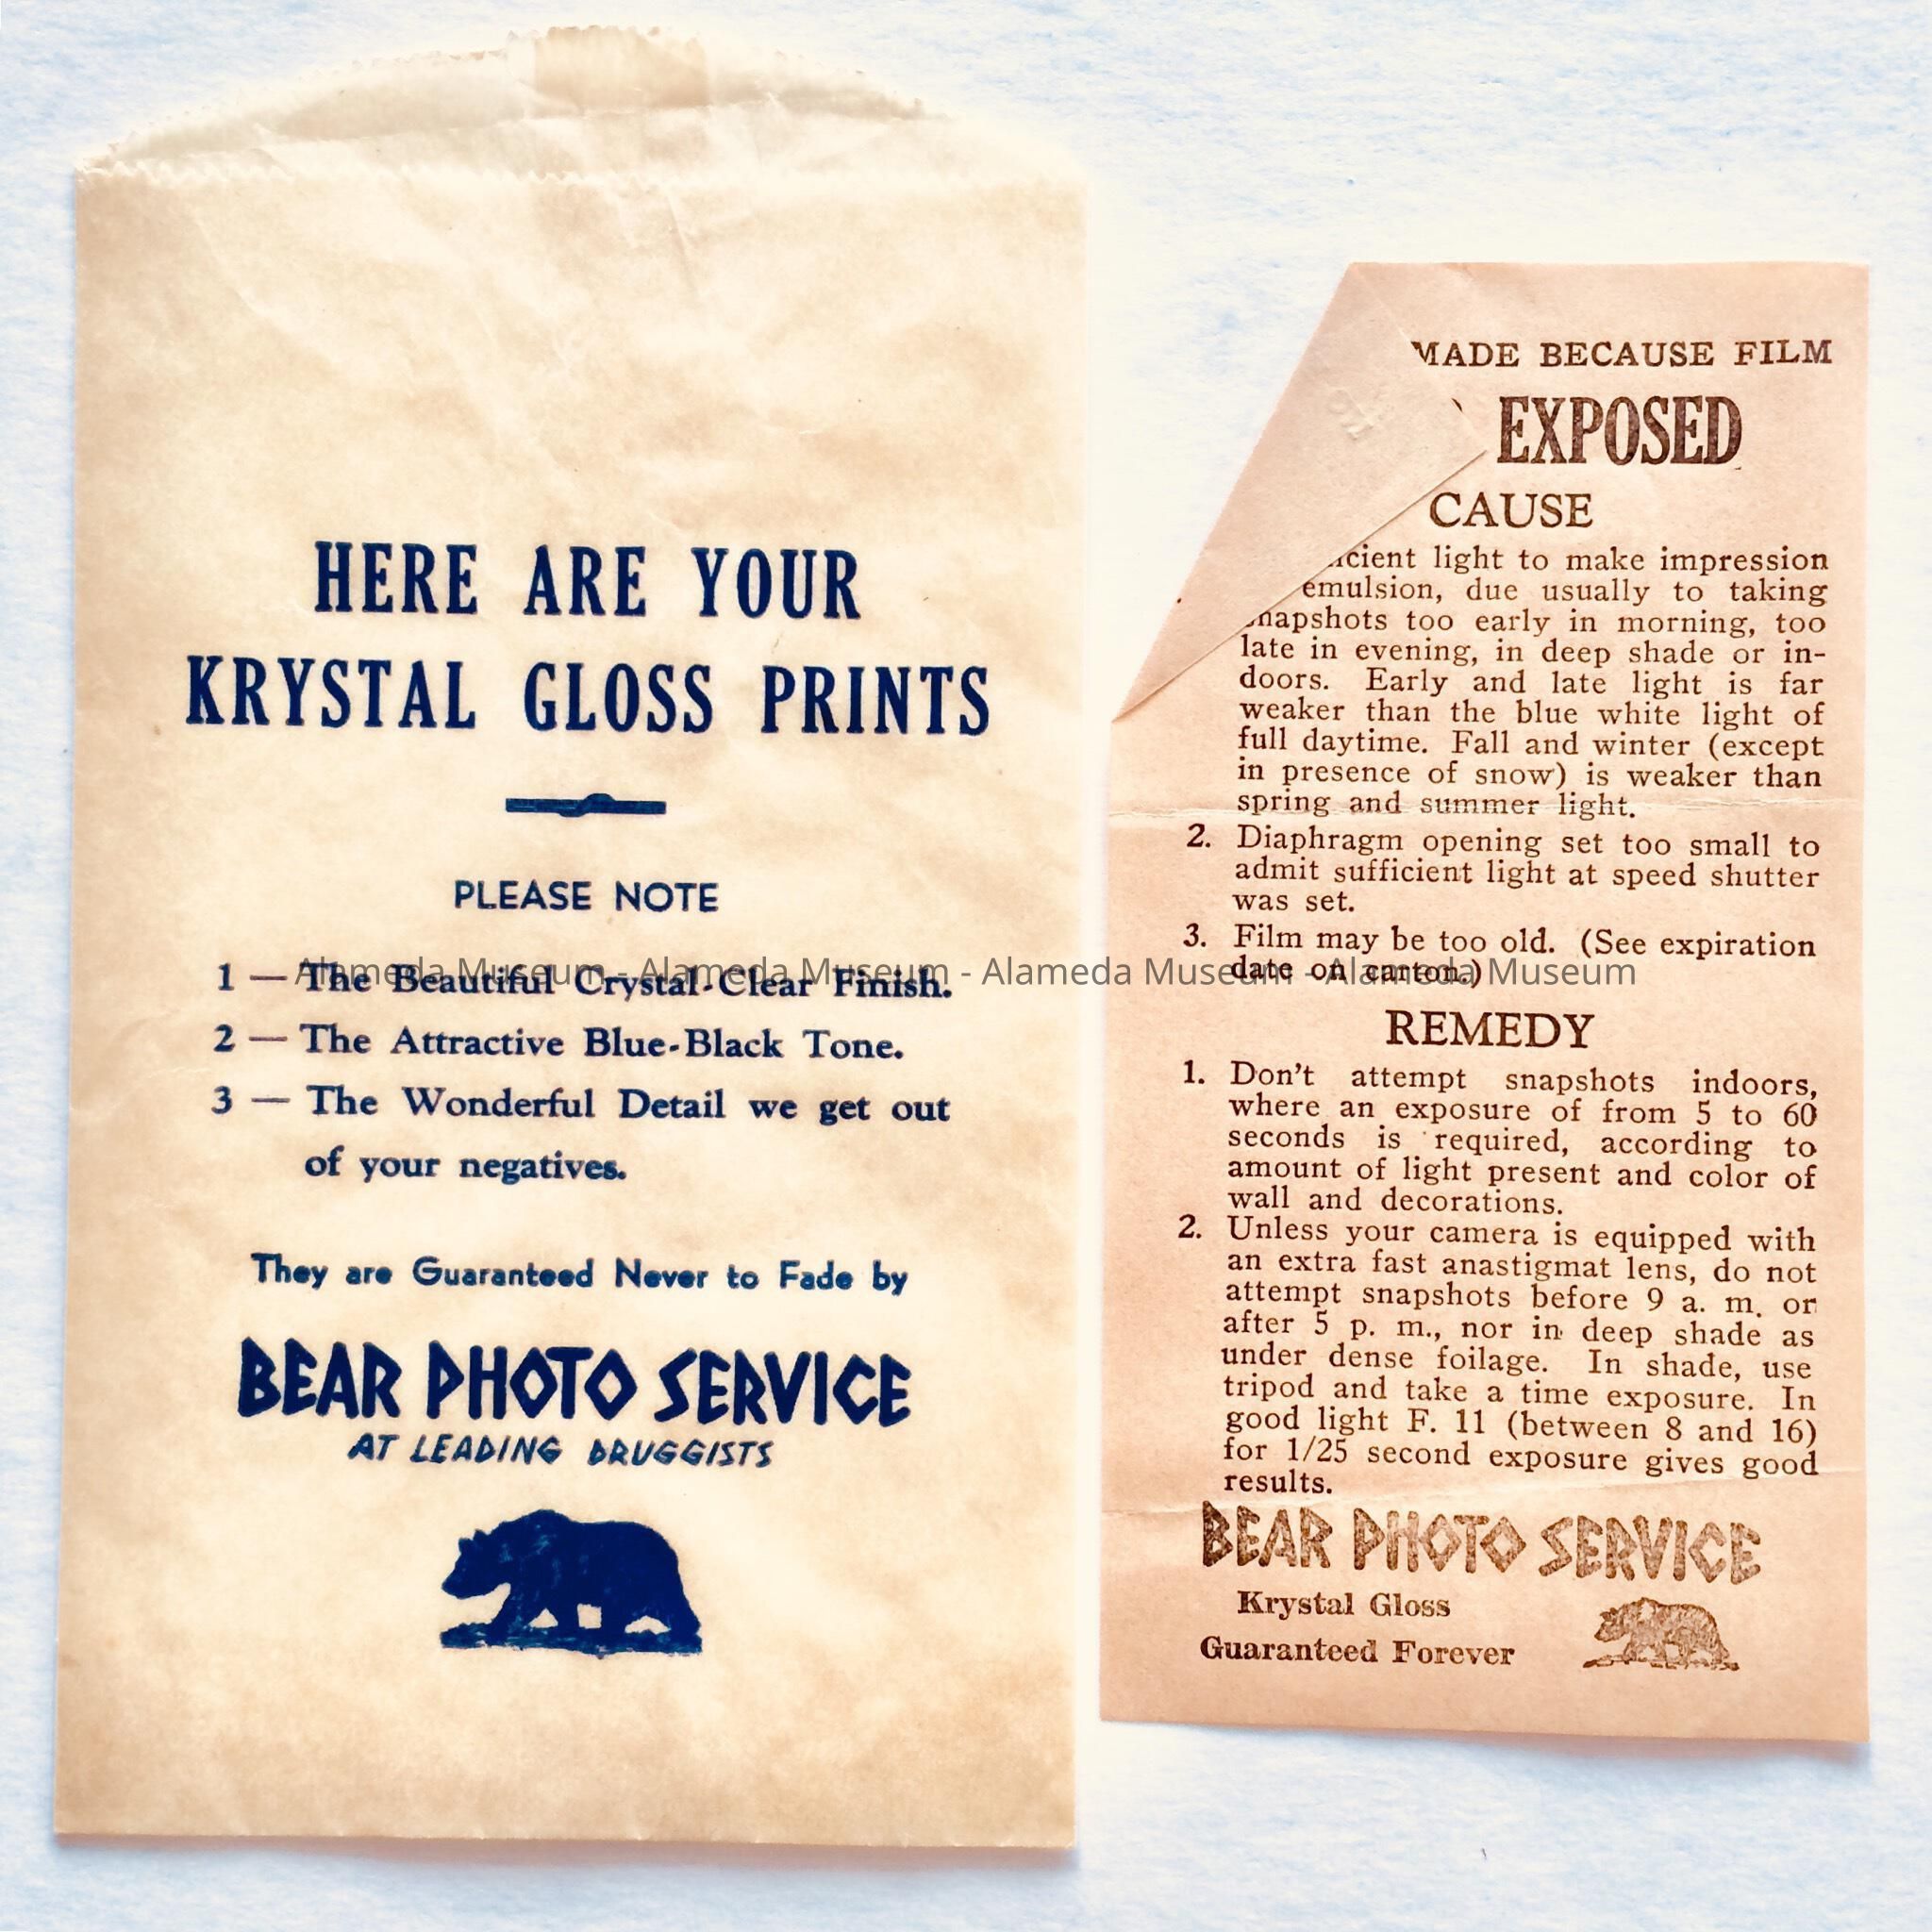 HERE ARE YOUR
KRYSTAL GLOSS PRINTS
PLEASE NOTE
1 — The Beautiful Crystal-Clear Finish.
2 — The Attractive Blue-Black Tone.
3 — The Wonderful Detail we get out
of your negatives.
They are Guaranteed Never to Fade by
BEAR PHOTO SERVICE
AT LEADING DRUGGISTS
MADE BECAUSE FILM
EXPOSED
CAUSE
light to make impression
emulsion, due usually to taking
snapshots too early in morning, too
late in evening, in deep shade or in-
doors. Early and late light is far
weaker than the blue white light of
full daytime. Fall and winter (except
in presence of snow) is weaker than
spring and summer light.
2. Diaphragm opening set too small to
admit sufficient light at speed shutter
was set.
3. Film may be too old. (See expiration
date on carton.)
REMEDY
1. Don't attempt snapshots indoors,
where an exposure of from 5 to 60
seconds is required, according to
amount of light present and color of
wall and decorations.
2. Unless your camera is equipped with
an extra fast anastigmat lens, do not
attempt snapshots before 9 a. m. or
after 5 p. m., nor in deep shade as
under dense foilage. In shade, use
tripod and take a time exposure. In
good light F. 11 (between 8 and 16)
for 1/25 second exposure gives good
results.
BEAR PHOTO SERVICE
Krystal Gloss
Guaranteed Forever
Alameda Museum - Alameda Museum - Alameda Museum - Alameda Museum